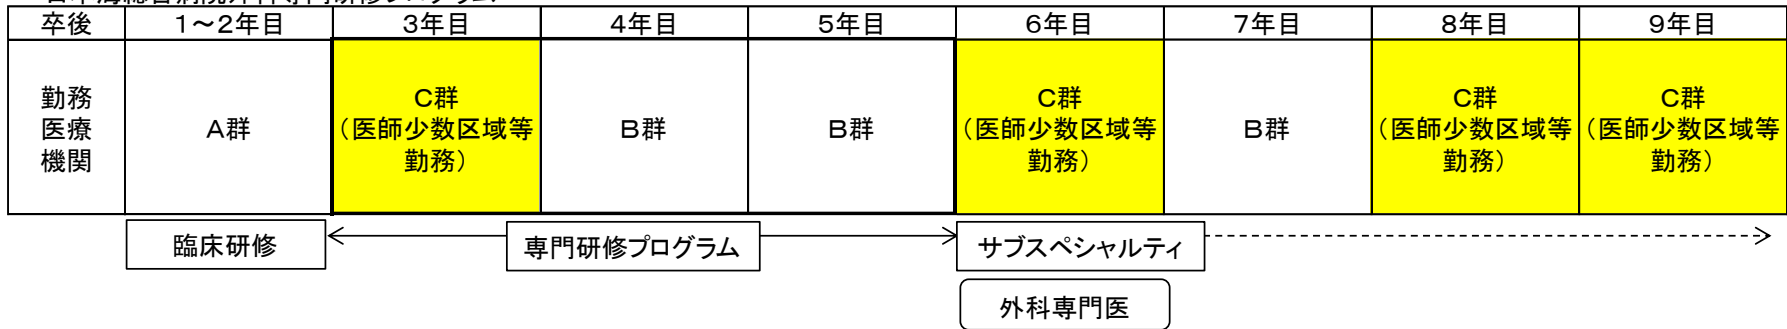 卒後 1～2年目 3年目 4年目 5年目 6年目 7年目 8年目 9年目
勤務
医療
機関
A群
C群
(医師少数区域等
勤務)
B群
B群
C群
(医師少数区域等
勤務)
B群
C群
(医師少数区域等
勤務)
C群
(医師少数区域等
勤務)
臨床研修
専門研修プログラム
サブスペシャルティ
外科専門医